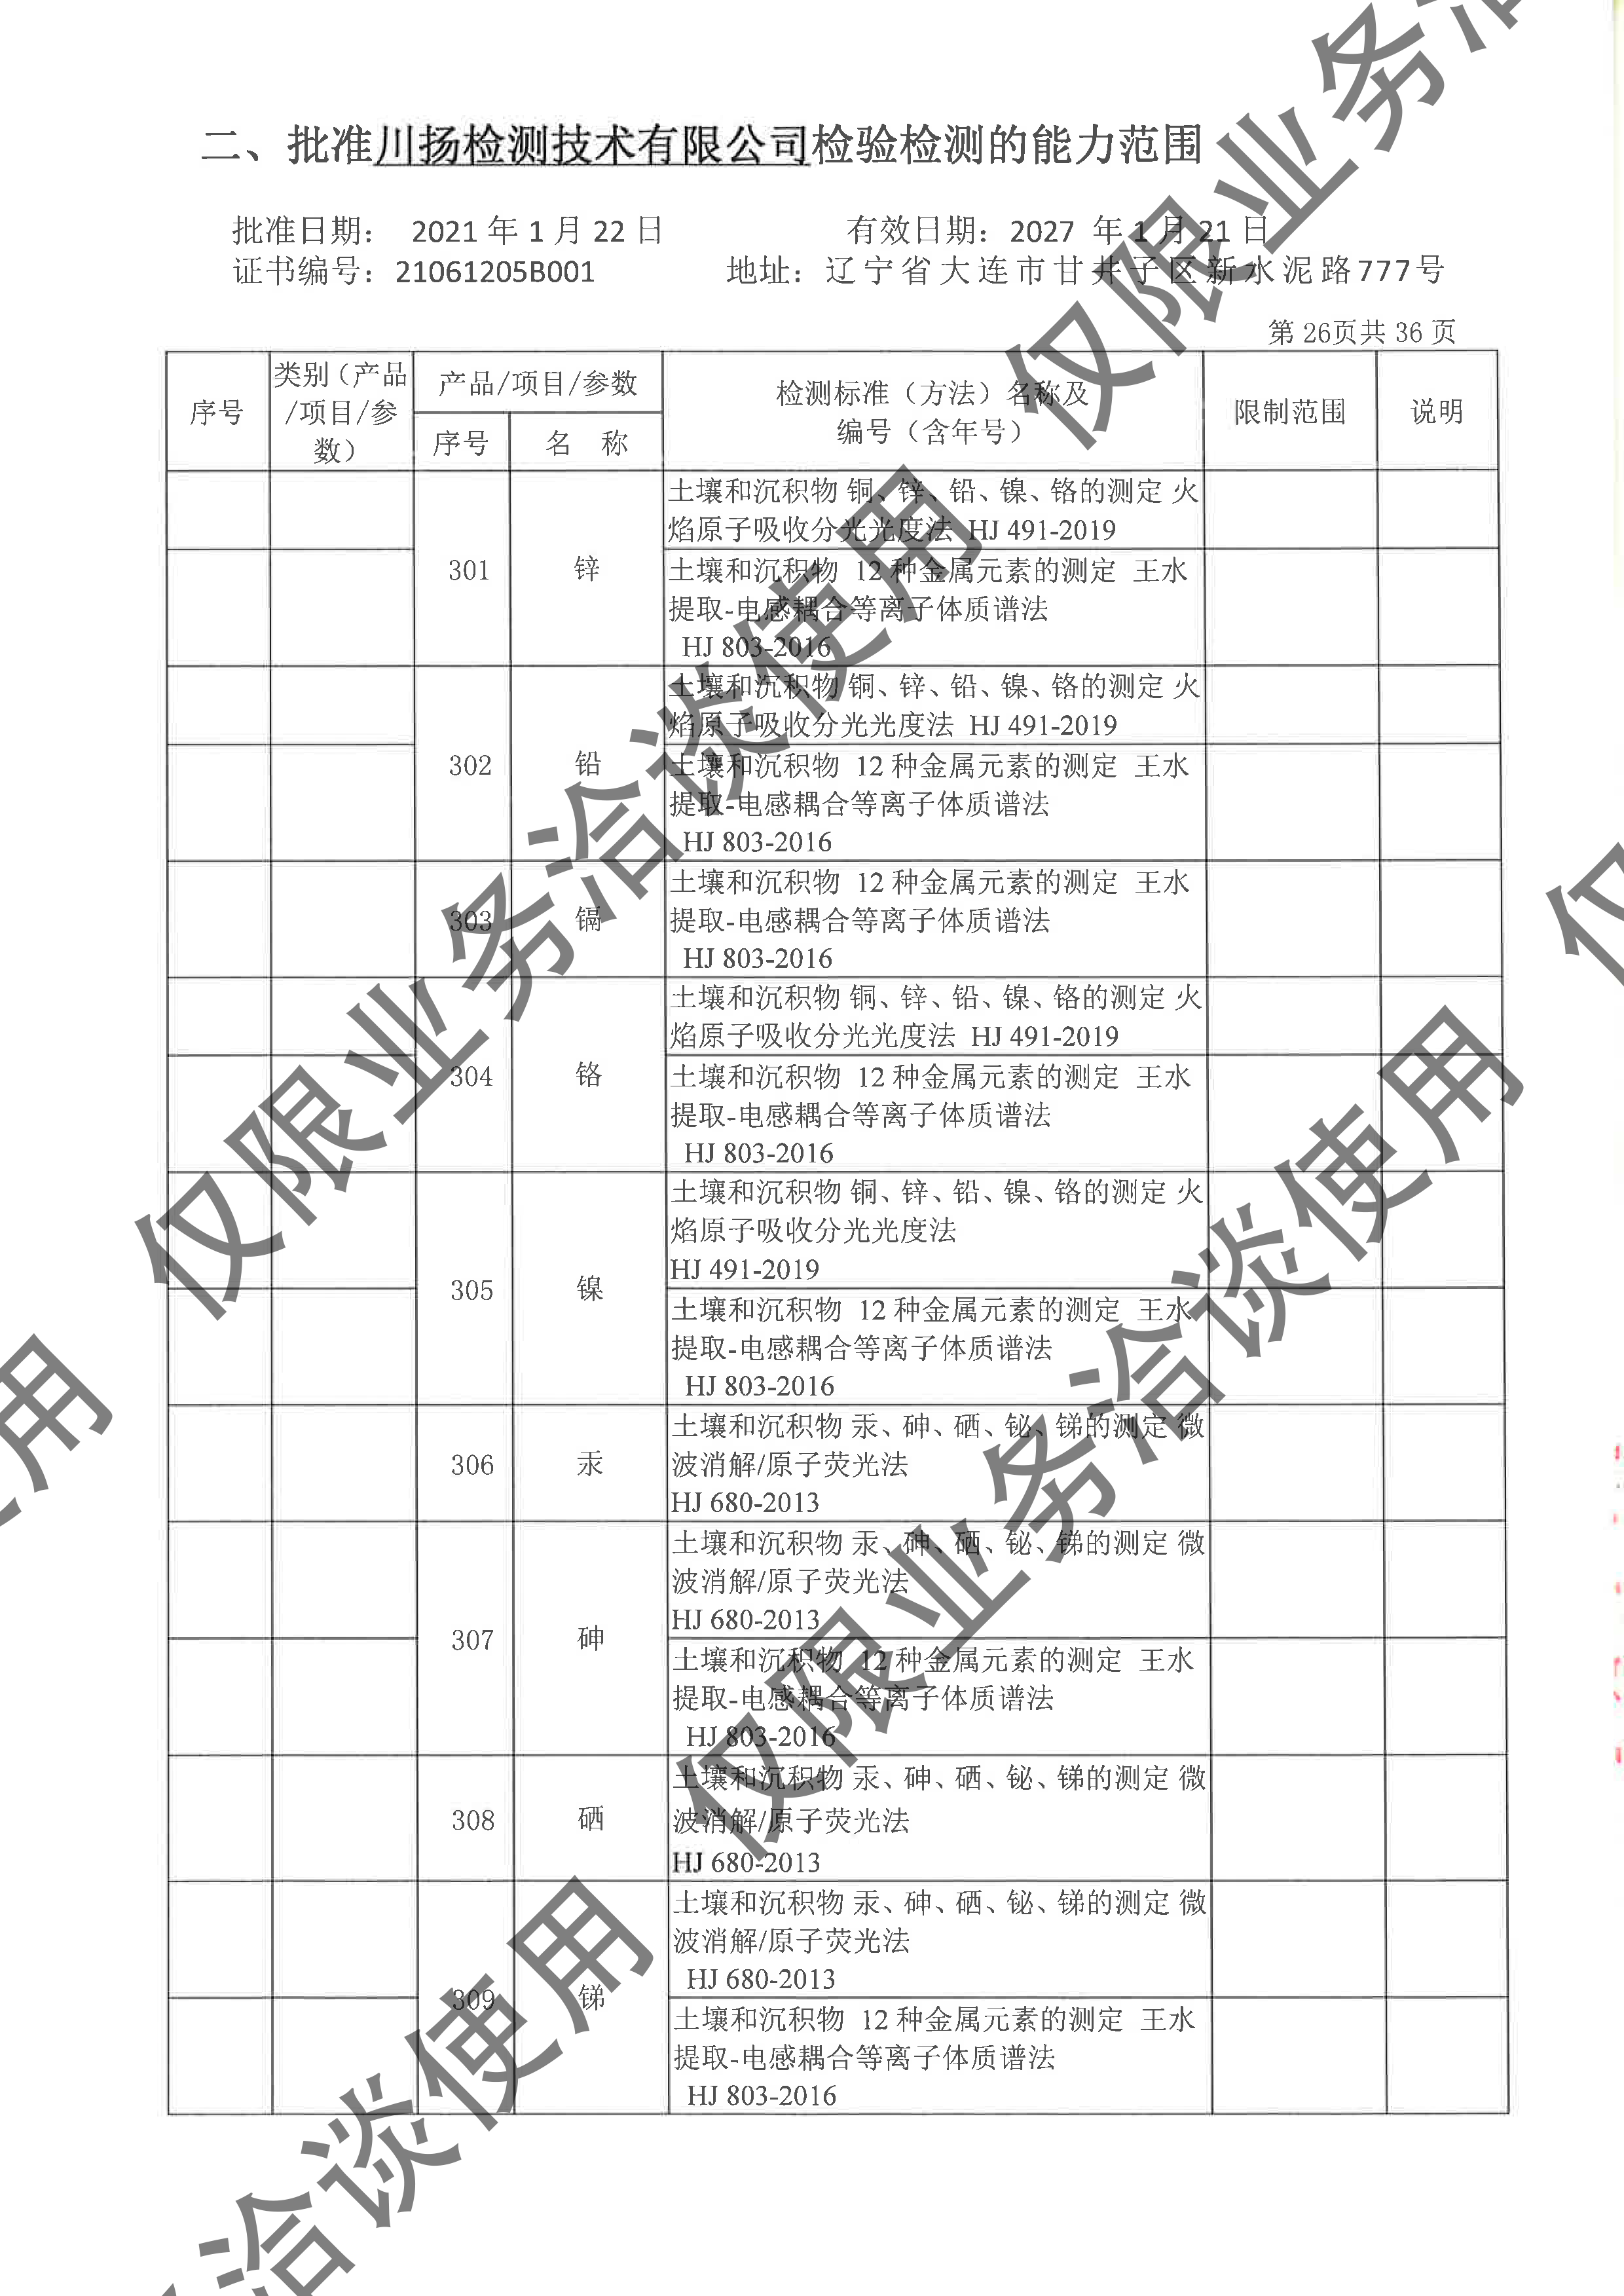 二、批准川扬检测技术有限公司检验检测的能力范围
批准日期： 2021 年 1 月 22 日 有效日期：2027 年 1 月 21 日
证书编号：21061205B001 地址：辽宁省大连市甘井子区新水泥路777号
第 26页共 36 页
序号
类别（产品
/项目/参
数）
产品/项目/参数
序号
名 称
检测标准（方法）名称及
编号（含年号）
限制范围
说明
301
锌
土壤和沉积物 铜、锌、铅、镍、铬的测定 火
焰原子吸收分光光度法 HJ 491-2019
土壤和沉积物 12 种金属元素的测定 王水
提取-电感耦合等离子体质谱法
HJ 803-2016
302
铅
土壤和沉积物 铜、锌、铅、镍、铬的测定 火
焰原子吸收分光光度法 HJ 491-2019
土壤和沉积物 12 种金属元素的测定 王水
提取-电感耦合等离子体质谱法
HJ 803-2016
303
镉
土壤和沉积物 12 种金属元素的测定 王水
提取-电感耦合等离子体质谱法
HJ 803-2016
304
铬
土壤和沉积物 铜、锌、铅、镍、铬的测定 火
焰原子吸收分光光度法 HJ 491-2019
土壤和沉积物 12 种金属元素的测定 王水
提取-电感耦合等离子体质谱法
HJ 803-2016
305
镍
土壤和沉积物 铜、锌、铅、镍、铬的测定 火
焰原子吸收分光光度法
HJ 491-2019
土壤和沉积物 12 种金属元素的测定 王水
提取-电感耦合等离子体质谱法
HJ 803-2016
306
汞
土壤和沉积物 汞、砷、硒、铋、锑的测定 微
波消解/原子荧光法
HJ 680-2013
307
砷
土壤和沉积物 汞、砷、硒、铋、锑的测定 微
波消解/原子荧光法
HJ 680-2013
土壤和沉积物 12 种金属元素的测定 王水
提取-电感耦合等离子体质谱法
HJ 803-2016
308
硒
土壤和沉积物 汞、砷、硒、铋、锑的测定 微
波消解/原子荧光法
HJ 680-2013
309
锑
土壤和沉积物 汞、砷、硒、铋、锑的测定 微
波消解/原子荧光法
HJ 680-2013
土壤和沉积物 12 种金属元素的测定 王水
提取-电感耦合等离子体质谱法
HJ 803-2016
仅限业务洽
仅限业务洽谈使用
仅限业务洽谈使用
仅
使用
务洽谈使用